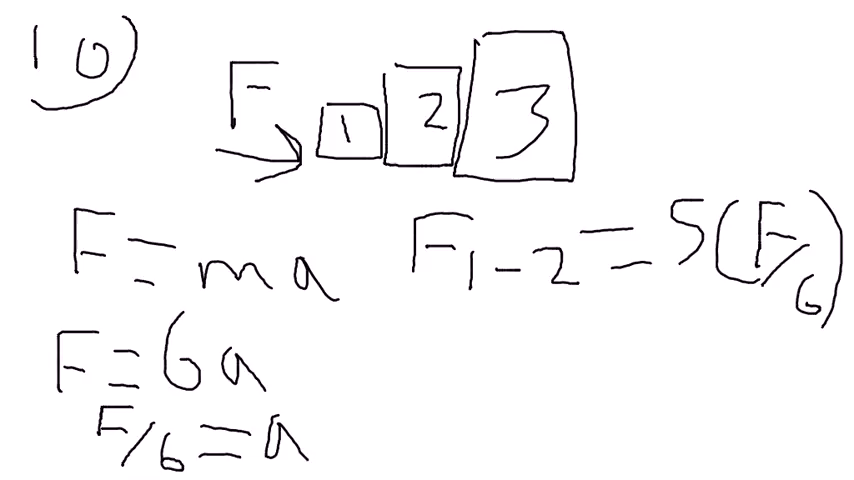 10)
F
1 2 3
F = ma
F1-2 = 5(F/6)
F = 6a
F/6 = a